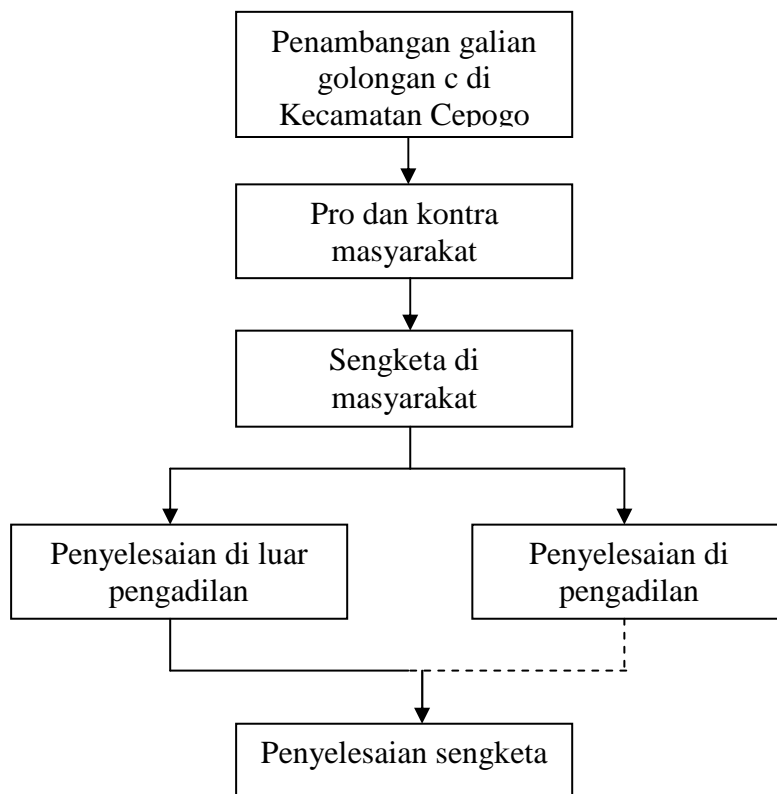 Penambangan galian
golongan c di
Kecamatan Cepogo
Pro dan kontra
masyarakat
Sengketa di
masyarakat
Penyelesaian di luar
pengadilan
Penyelesaian di
pengadilan
Penyelesaian sengketa